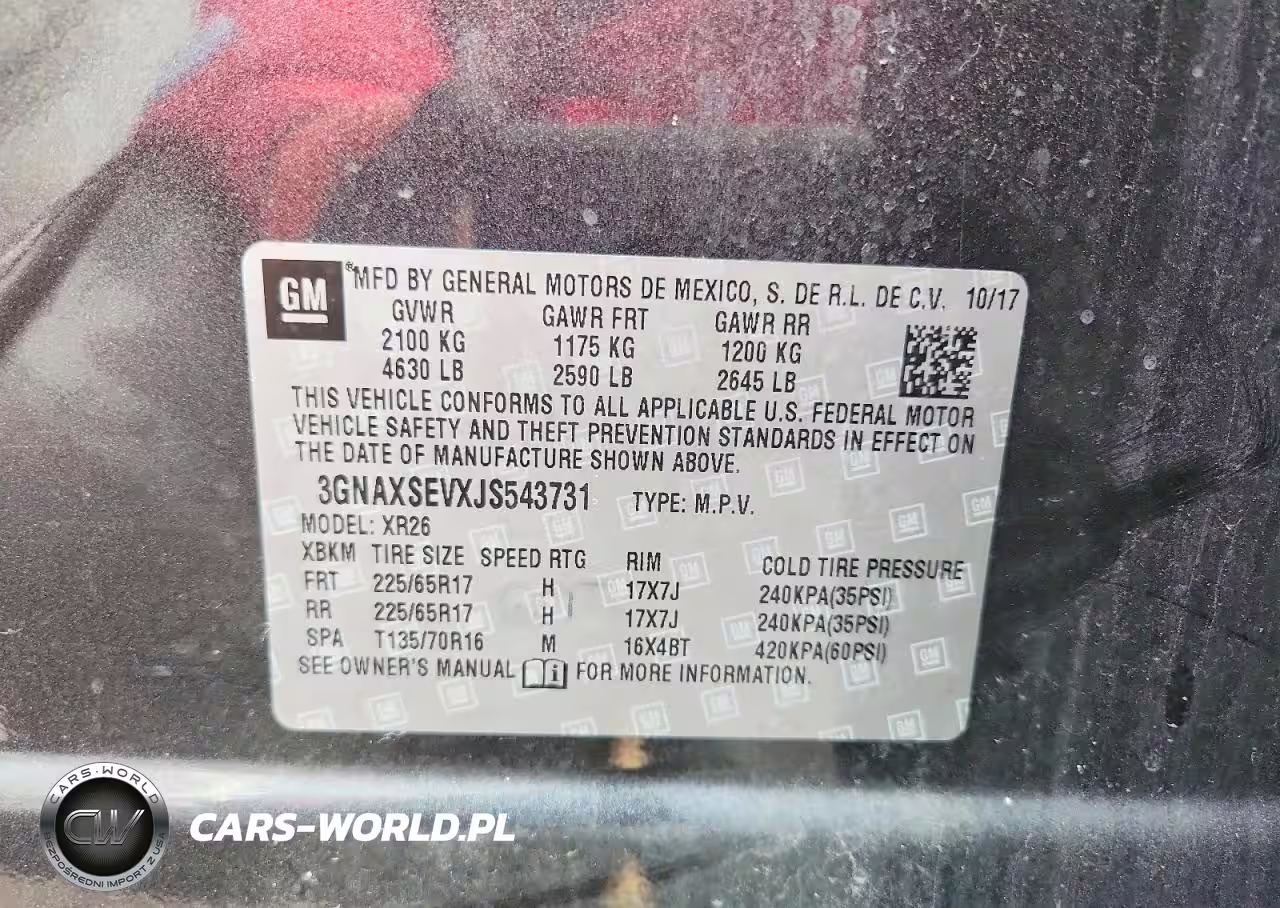 GM
®MFD BY GENERAL MOTORS DE MEXICO, S. DE R.L. DE C.V. 10/17
GVWR GAWR FRT GAWR RR
2100 KG 1175 KG 1200 KG
4630 LB 2590 LB 2645 LB
THIS VEHICLE CONFORMS TO ALL APPLICABLE U.S. FEDERAL MOTOR
VEHICLE SAFETY AND THEFT PREVENTION STANDARDS IN EFFECT ON
THE DATE OF MANUFACTURE SHOWN ABOVE.
3GNAXSEVXJS543731 TYPE: M.P.V.
MODEL: XR26
XBKM TIRE SIZE SPEED RTG RIM COLD TIRE PRESSURE
FRT 225/65R17 H 17X7J 240KPA(35PSI)
RR 225/65R17 H 17X7J 240KPA(35PSI)
SPA T135/70R16 M 16X4BT 420KPA(60PSI)
SEE OWNER'S MANUAL i FOR MORE INFORMATION.
CARS-WORLD
CW
BEZPOŚREDNI IMPORT Z USA
CARS-WORLD.PL